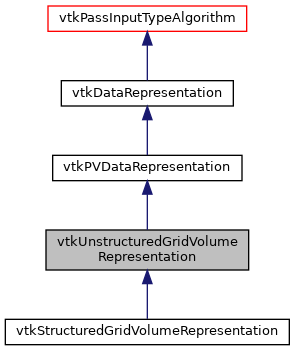 vtkPassInputTypeAlgorithm
vtkDataRepresentation
vtkPVDataRepresentation
vtkUnstructuredGridVolume
Representation
vtkStructuredGridVolumeRepresentation